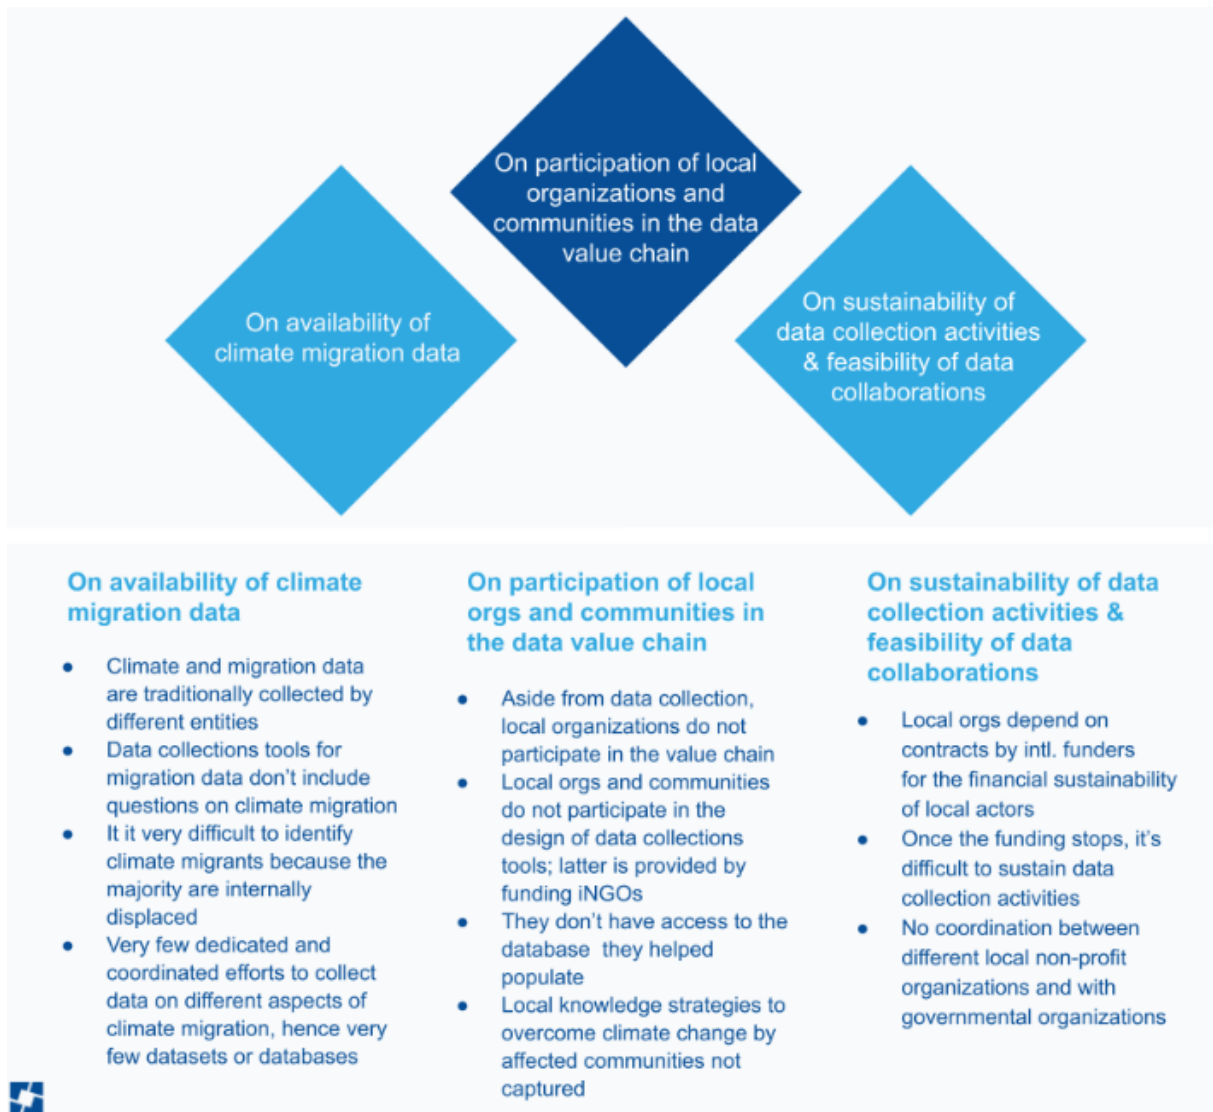 On participation of local
organizations and
communities in the data
value chain
On availability of
climate migration data
On sustainability of
data collection activities
& feasibility of data
collaborations
On availability of climate
migration data
● Climate and migration data
are traditionally collected by
different entities
● Data collections tools for
migration data don't include
questions on climate migration
● It it very difficult to identify
climate migrants because the
majority are internally
displaced
● Very few dedicated and
coordinated efforts to collect
data on different aspects of
climate migration, hence very
few datasets or databases
On participation of local
orgs and communities in
the data value chain
● Aside from data collection,
local organizations do not
participate in the value chain
● Local orgs and communities
do not participate in the
design of data collections
tools; latter is provided by
funding iNGOs
● They don't have access to the
database they helped
populate
● Local knowledge strategies to
overcome climate change by
affected communities not
captured
On sustainability of data
collection activities &
feasibility of data
collaborations
● Local orgs depend on
contracts by intl. funders
for the financial sustainability
of local actors
● Once the funding stops, it's
difficult to sustain data
collection activities
● No coordination between
different local non-profit
organizations and with
governmental organizations